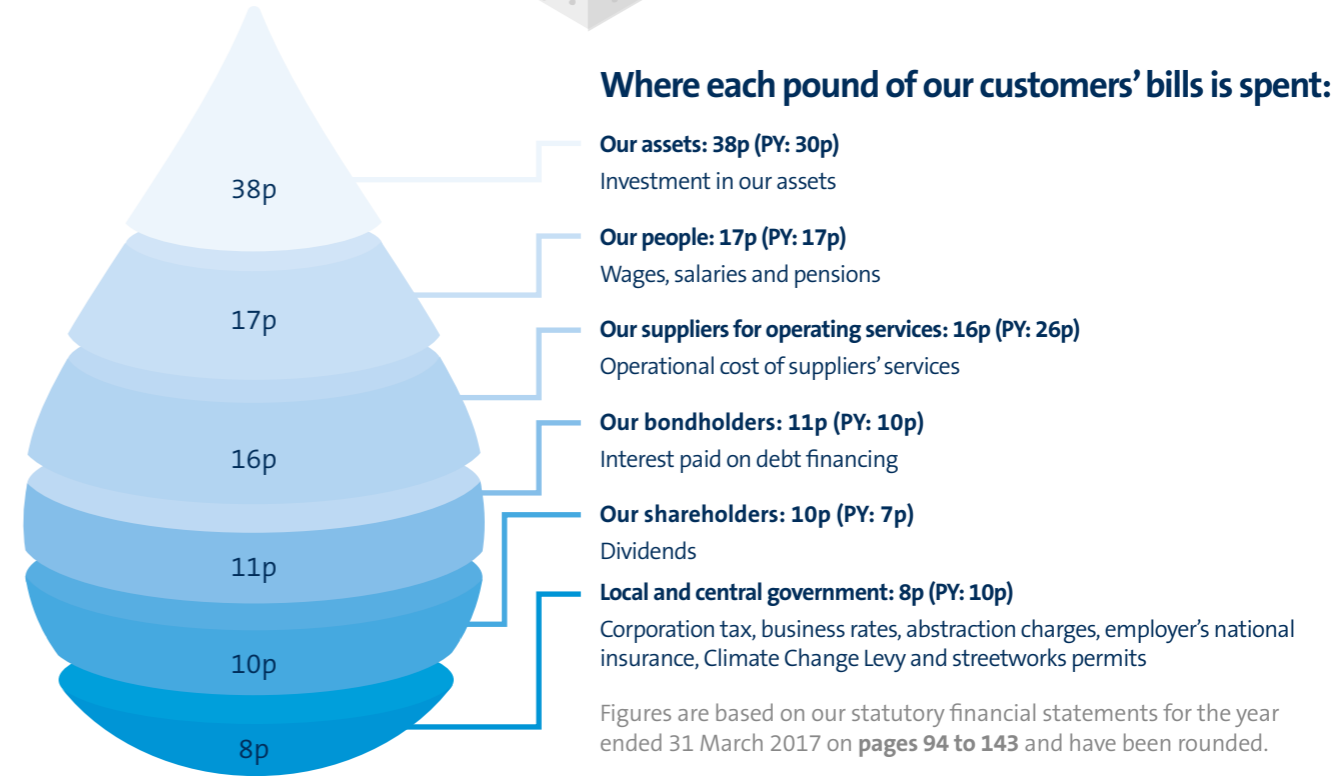 Where each pound of our customers’ bills is spent:
38p
Our assets: 38p (PY: 30p)
Investment in our assets
17p
Our people: 17p (PY: 17p)
Wages, salaries and pensions
16p
Our suppliers for operating services: 16p (PY: 26p)
Operational cost of suppliers’ services
11p
Our bondholders: 11p (PY: 10p)
Interest paid on debt financing
10p
Our shareholders: 10p (PY: 7p)
Dividends
8p
Local and central government: 8p (PY: 10p)
Corporation tax, business rates, abstraction charges, employer’s national
insurance, Climate Change Levy and streetworks permits
Figures are based on our statutory financial statements for the year
ended 31 March 2017 on pages 94 to 143 and have been rounded.